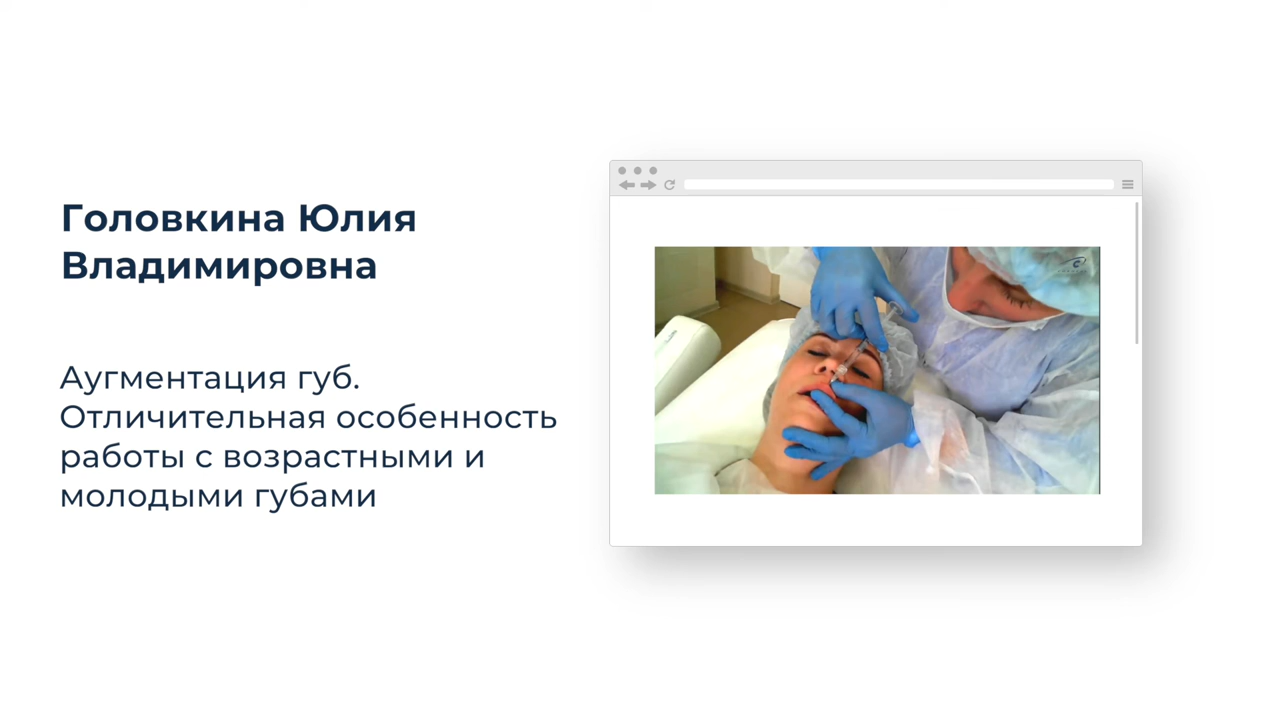 Головкина Юлия
Владимировна
Аугментация губ.
Отличительная особенность
работы с возрастными и
молодыми губами